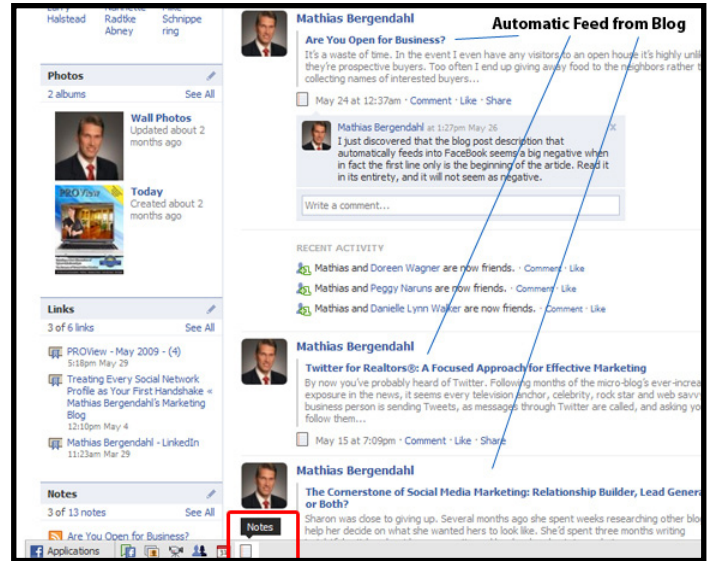 Larry
Halstead
Nannette
Radtke
Abney
Mike
Schnippe
ring
Photos
2 albums
See All
Wall Photos
Updated about 2
months ago
PROView
Today
Created about 2
months ago
Links
3 of 6 links
See All
PROView - May 2009 - (4)
5:18pm May 29
Treating Every Social Network
Profile as Your First Handshake «
Mathias Bergendahl's Marketing
Blog
12:10pm May 4
Mathias Bergendahl - LinkedIn
11:23am Mar 29
Notes
3 of 13 notes
See All
Are You Open for Business?
Automatic Feed from Blog
Mathias Bergendahl
Are You Open for Business?
It's a waste of time. In the event I even have any visitors to an open house it's highly unlik
they're prospective buyers. Too often I end up giving away food to the neighbors rather t
collecting names of interested buyers...
May 24 at 12:37am · Comment · Like · Share
Mathias Bergendahl at 1:27pm May 26
x
I just discovered that the blog post description that
automatically feeds into FaceBook seems a big negative when
in fact the first line only is the beginning of the article. Read it
in its entirety, and it will not seem as negative.
Write a comment...
RECENT ACTIVITY
Mathias and Doreen Wagner are now friends. · Comment · Like
Mathias and Peggy Naruns are now friends. · Comment · Like
Mathias and Danielle Lynn Walker are now friends. · Comment · Like
Mathias Bergendahl
Twitter for Realtors®: A Focused Approach for Effective Marketing
By now you've probably heard of Twitter. Following months of the micro-blog's ever-increa
exposure in the news, it seems every television anchor, celebrity, rock star and web savvy
business person is sending Tweets, as messages through Twitter are called, and asking yo
follow them...
May 15 at 7:09pm · Comment · Like · Share
Mathias Bergendahl
The Cornerstone of Social Media Marketing: Relationship Builder, Lead Genera
or Both?
Sharon was close to giving up. Several months ago she spent weeks researching other blo
help her decide on what she wanted hers to look like. She'd spent three months writing
Notes
Applications